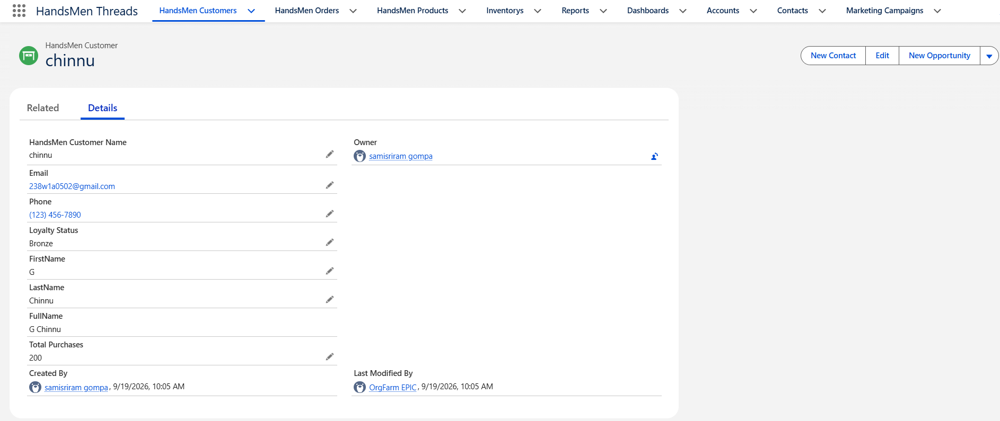 HandsMen Threads
HandsMen Customers
HandsMen Orders
HandsMen Products
Inventorys
Reports
Dashboards
Accounts
Contacts
Marketing Campaigns
HandsMen Customer
chinnu
New Contact
Edit
New Opportunity
Related
Details
HandsMen Customer Name
chinnu
Owner
samisriram gompa
Email
238w1a0502@gmail.com
Phone
(123) 456-7890
Loyalty Status
Bronze
FirstName
G
LastName
Chinnu
FullName
G Chinnu
Total Purchases
200
Created By
samisriram gompa, 9/19/2026, 10:05 AM
Last Modified By
OrgFarm EPIC, 9/19/2026, 10:05 AM